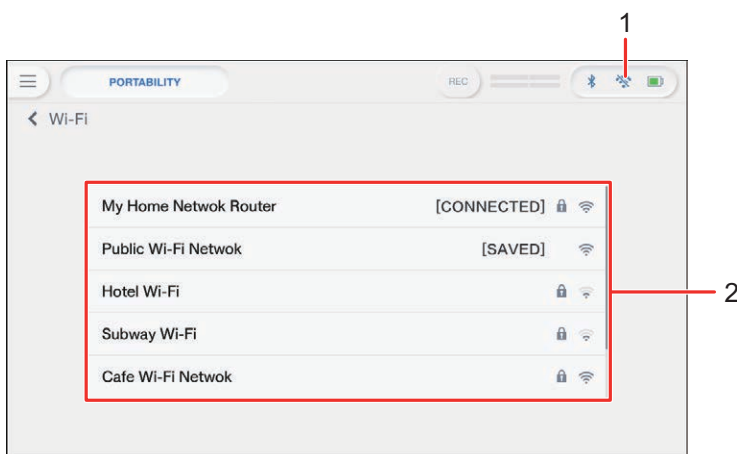 1
PORTABILITY REC
Wi-Fi
My Home Netwok Router [CONNECTED]
Public Wi-Fi Netwok [SAVED]
Hotel Wi-Fi
2
Subway Wi-Fi
Cafe Wi-Fi Netwok